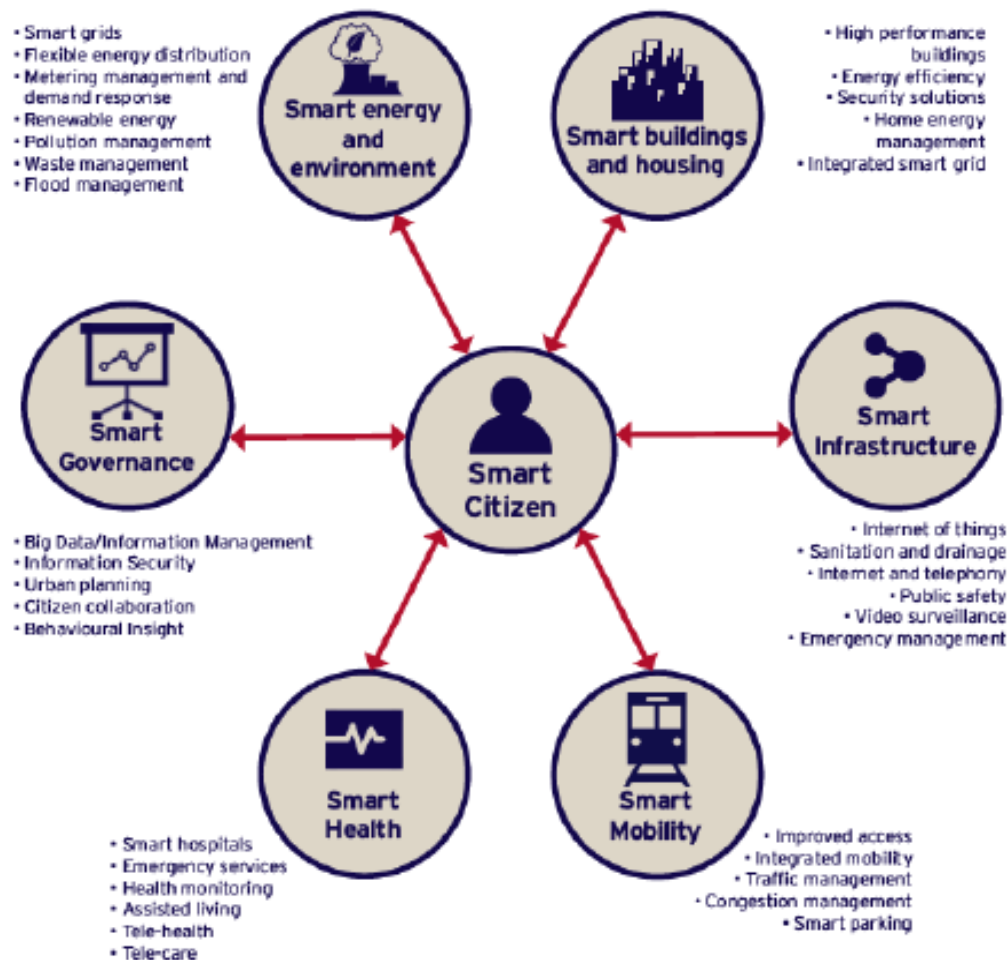 • Smart grids
• Flexible energy distribution
• Metering management and
demand response
• Renewable energy
• Pollution management
• Waste management
• Flood management
Smart energy
and
environment
Smart buildings
and housing
• High performance
buildings
• Energy efficiency
• Security solutions
• Home energy
management
• Integrated smart grid
Smart
Governance
• Big Data/Information Management
• Information Security
• Urban planning
• Citizen collaboration
• Behavioural Insight
Smart
Citizen
Smart
Infrastructure
• Internet of things
• Sanitation and drainage
• Internet and telephony
• Public safety
• Video surveillance
• Emergency management
Smart
Health
• Smart hospitals
• Emergency services
• Health monitoring
• Assisted living
• Tele-health
• Tele-care
Smart
Mobility
• Improved access
• Integrated mobility
• Traffic management
• Congestion management
• Smart parking